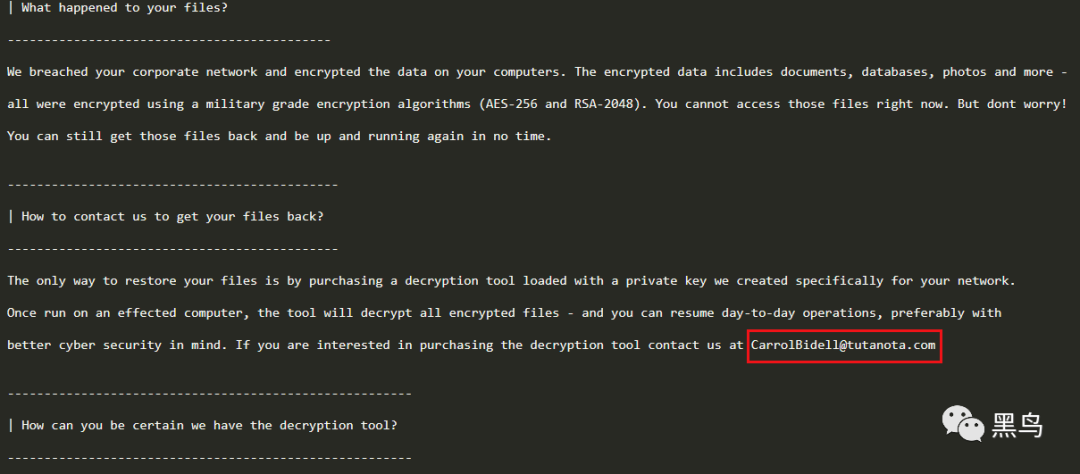 | What happened to your files?
--------------------------------------------
We breached your corporate network and encrypted the data on your computers. The encrypted data includes documents, databases, photos and more -
all were encrypted using a military grade encryption algorithms (AES-256 and RSA-2048). You cannot access those files right now. But dont worry!
You can still get those files back and be up and running again in no time.
---------------------------------------------
| How to contact us to get your files back?
---------------------------------------------
The only way to restore your files is by purchasing a decryption tool loaded with a private key we created specifically for your network.
Once run on an effected computer, the tool will decrypt all encrypted files - and you can resume day-to-day operations, preferably with
better cyber security in mind. If you are interested in purchasing the decryption tool contact us at CarrolBidell@tutanota.com
-------------------------------------------------------
| How can you be certain we have the decryption tool?
-------------------------------------------------------
黑鸟